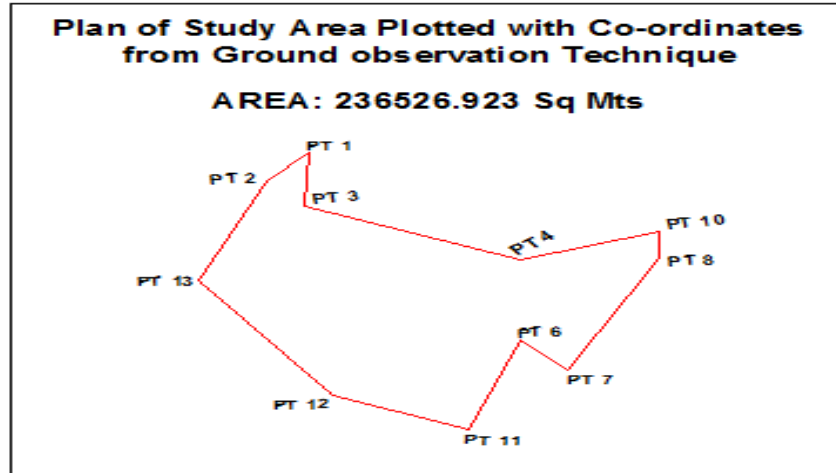 Plan of Study Area Plotted with Co-ordinates
from Ground observation Technique
AREA: 236526.923 Sq Mts
PT 1
PT 2
PT 3
PT 10
PT 4
PT 8
PT 13
PT 6
PT 7
PT 12
PT 11